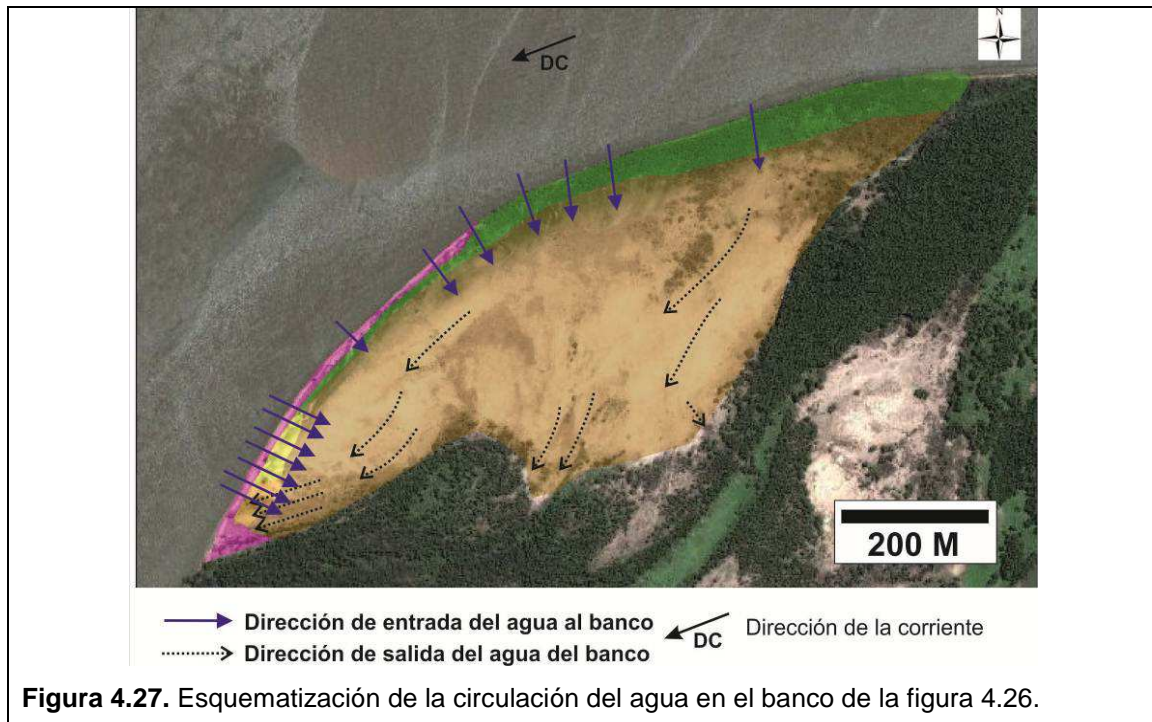 N
DC
200 M
Dirección de entrada del agua al banco
DC
Dirección de la corriente
Dirección de salida del agua del banco
Figura 4.27. Esquematización de la circulación del agua en el banco de la figura 4.26.